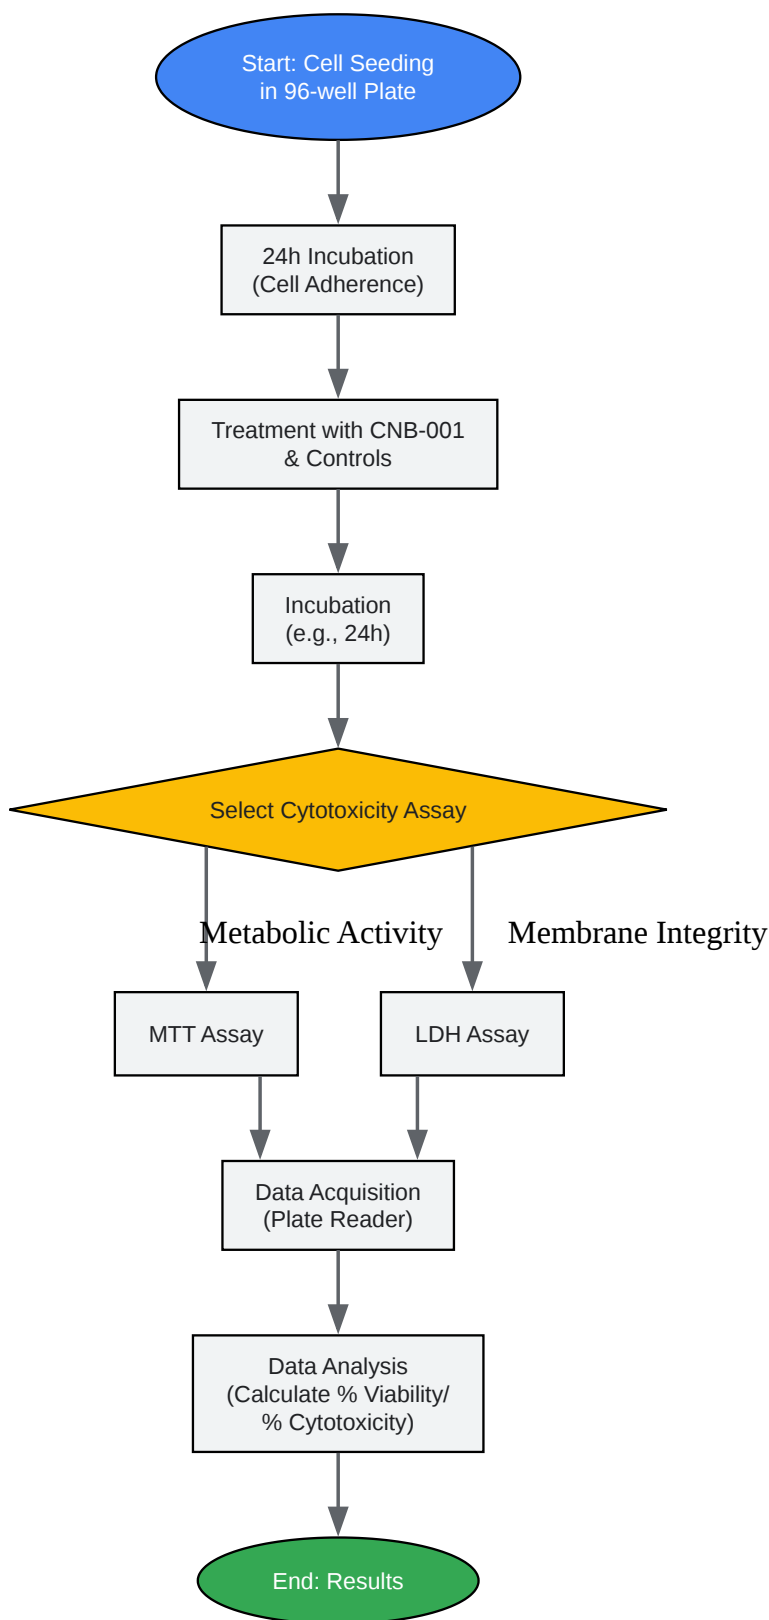 Start: Cell Seeding
in 96-well Plate
24h Incubation
(Cell Adherence)
Treatment with CNB-001
& Controls
Incubation
(e.g., 24h)
Select Cytotoxicity Assay
Metabolic Activity
Membrane Integrity
MTT Assay
LDH Assay
Data Acquisition
(Plate Reader)
Data Analysis
(Calculate % Viability/
% Cytotoxicity)
End: Results